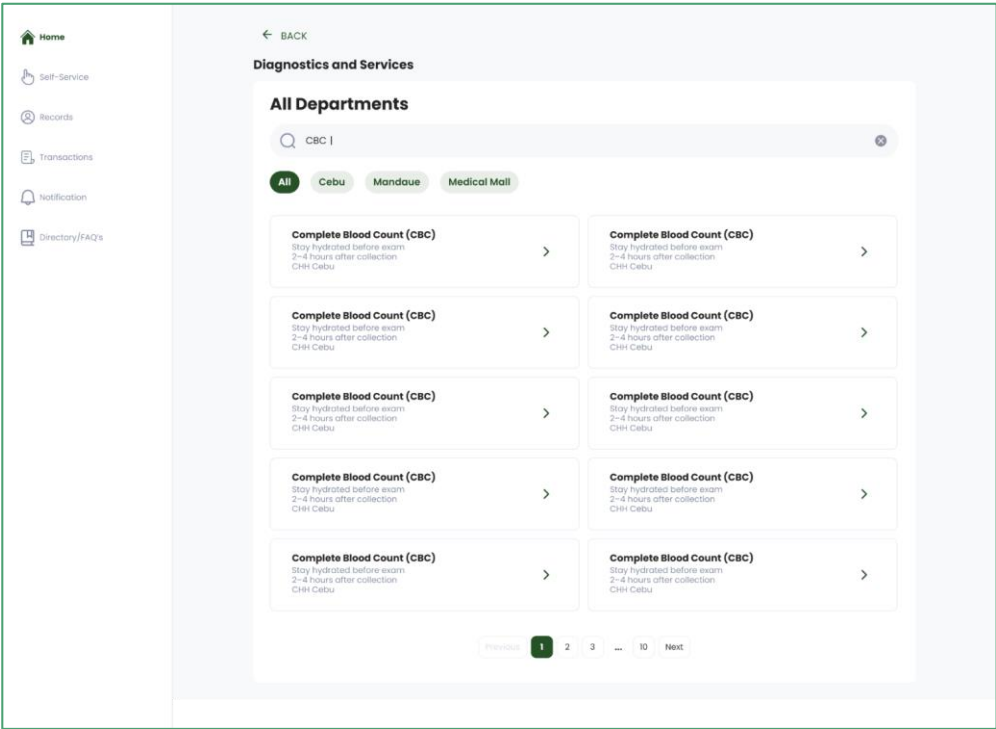 Home
Self-Service
Records
Transactions
Notification
Directory/FAQ's
BACK
Diagnostics and Services
All Departments
CBC |
All Cebu Mandaue Medical Mall
Complete Blood Count (CBC)
Stay hydrated before exam
2-4 hours after collection
CHH Cebu
Complete Blood Count (CBC)
Stay hydrated before exam
2-4 hours after collection
CHH Cebu
Complete Blood Count (CBC)
Stay hydrated before exam
2-4 hours after collection
CHH Cebu
Complete Blood Count (CBC)
Stay hydrated before exam
2-4 hours after collection
CHH Cebu
Complete Blood Count (CBC)
Stay hydrated before exam
2-4 hours after collection
CHH Cebu
Complete Blood Count (CBC)
Stay hydrated before exam
2-4 hours after collection
CHH Cebu
Complete Blood Count (CBC)
Stay hydrated before exam
2-4 hours after collection
CHH Cebu
Complete Blood Count (CBC)
Stay hydrated before exam
2-4 hours after collection
CHH Cebu
Complete Blood Count (CBC)
Stay hydrated before exam
2-4 hours after collection
CHH Cebu
Complete Blood Count (CBC)
Stay hydrated before exam
2-4 hours after collection
CHH Cebu
Previous 1 2 3 ... 10 Next